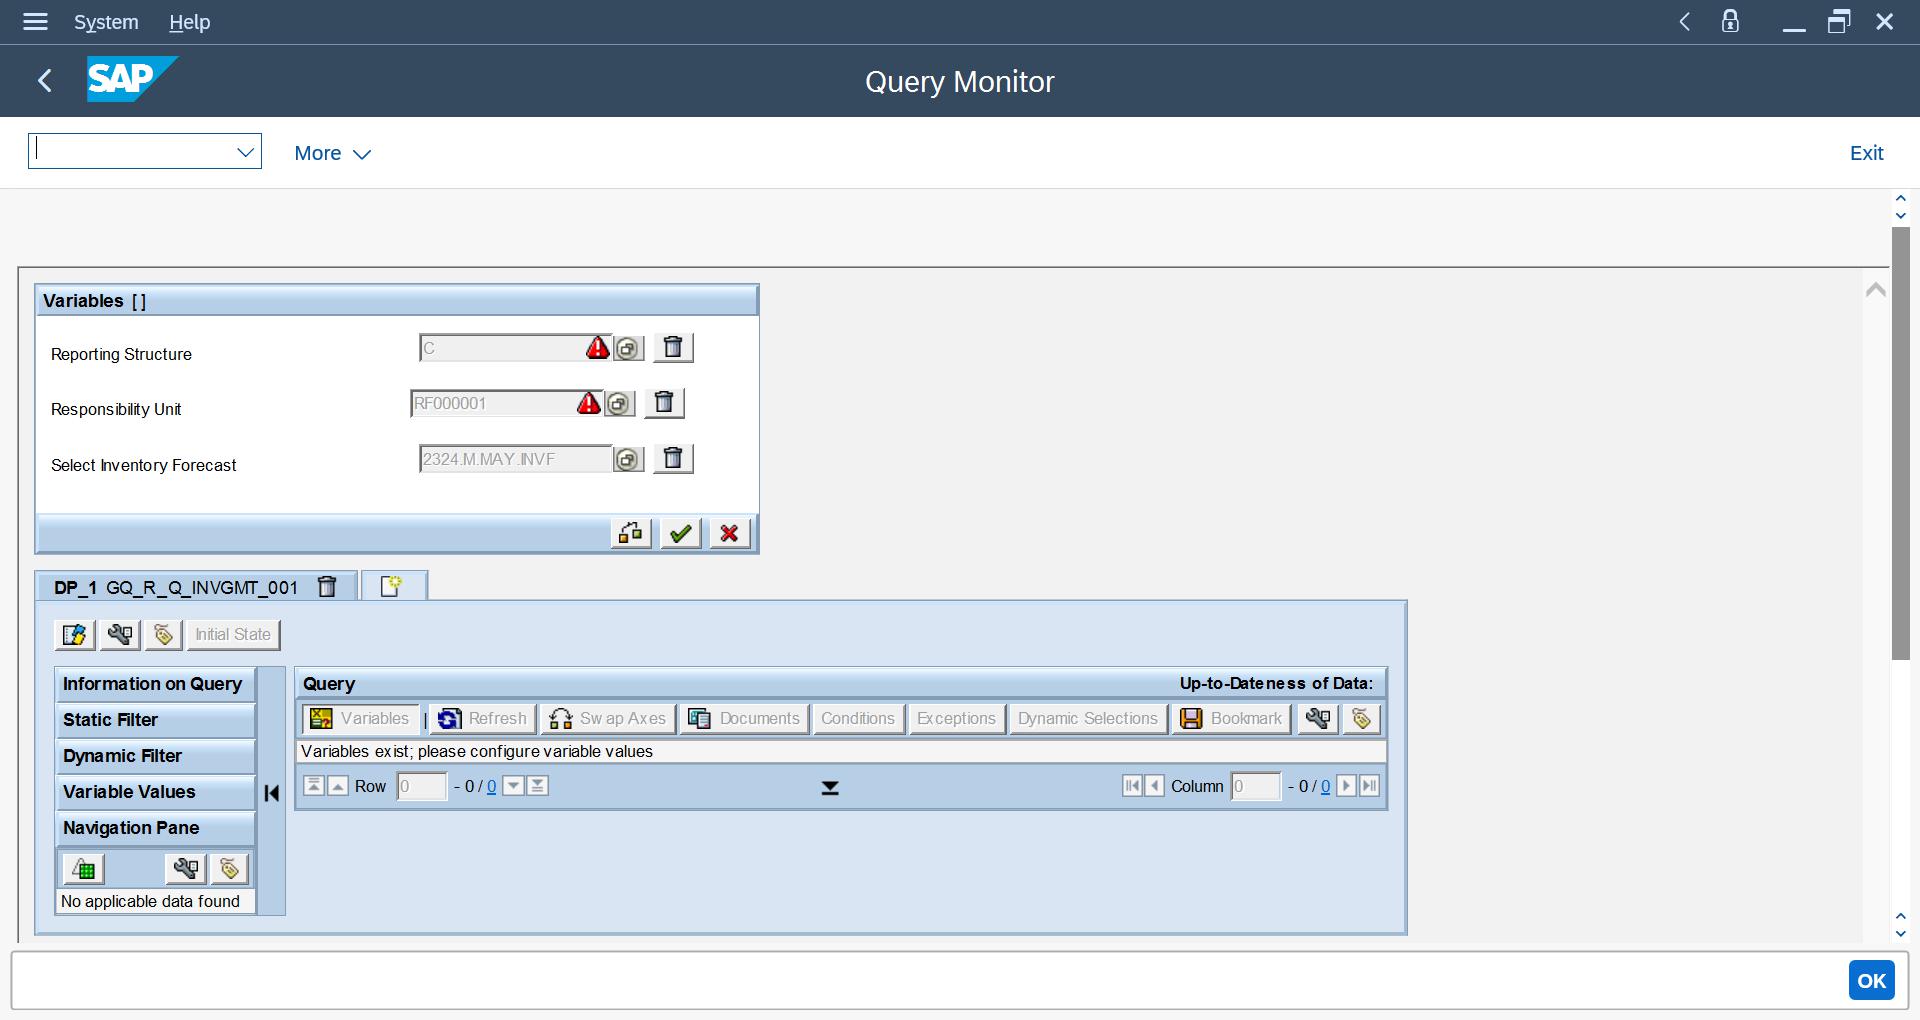 System Help
SAP
Query Monitor
More
Exit
Variables []
Reporting Structure C
Responsibility Unit RF000001
Select Inventory Forecast 2324.M.MAY.INVF
DP_1 GQ_R_Q_INVGMT_001
Initial State
Information on Query
Static Filter
Dynamic Filter
Variable Values
Navigation Pane
No applicable data found
Query Up-to-Dateness of Data:
Variables | Refresh Swap Axes Documents Conditions Exceptions Dynamic Selections Bookmark
Variables exist; please configure variable values
Row 0 - 0 / 0 Column 0 - 0 / 0
OK